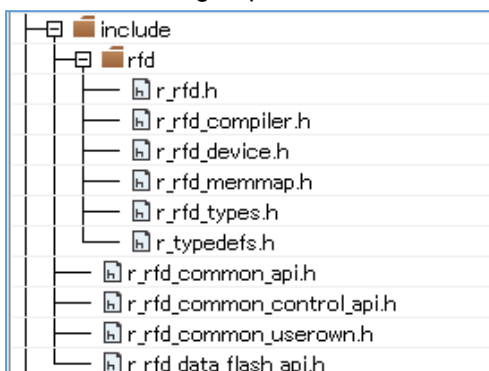 include
rfd
r_rfd.h
r_rfd_compiler.h
r_rfd_device.h
r_rfd_memmap.h
r_rfd_types.h
r_typedefs.h
r_rfd_common_api.h
r_rfd_common_control_api.h
r_rfd_common_userown.h
r_rfd_data_flash_api.h